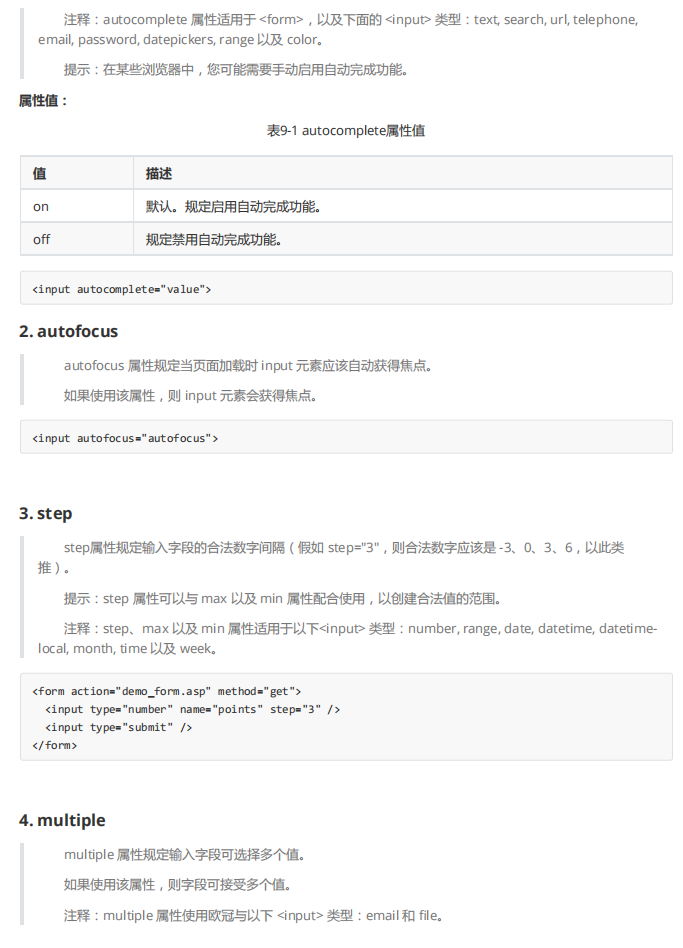 注释：autocomplete 属性适用于 <form>，以及下面的 <input> 类型：text, search, url, telephone,
email, password, datepickers, range 以及 color。
提示：在某些浏览器中，您可能需要手动启用自动完成功能。
属性值：
表9-1 autocomplete属性值
值 描述
on 默认。规定启用自动完成功能。
off 规定禁用自动完成功能。
<input autocomplete="value">
2. autofocus
autofocus 属性规定当页面加载时 input 元素应该自动获得焦点。
如果使用该属性，则 input 元素会获得焦点。
<input autofocus="autofocus">
3. step
step属性规定输入字段的合法数字间隔（假如 step="3"，则合法数字应该是 -3、0、3、6，以此类
推）。
提示：step 属性可以与 max 以及 min 属性配合使用，以创建合法值的范围。
注释：step、max 以及 min 属性适用于以下<input> 类型：number, range, date, datetime, datetime-
local, month, time 以及 week。
<form action="demo_form.asp" method="get">
<input type="number" name="points" step="3" />
<input type="submit" />
</form>
4. multiple
multiple 属性规定输入字段可选择多个值。
如果使用该属性，则字段可接受多个值。
注释：multiple 属性使用欧冠与以下 <input> 类型：email 和 file。